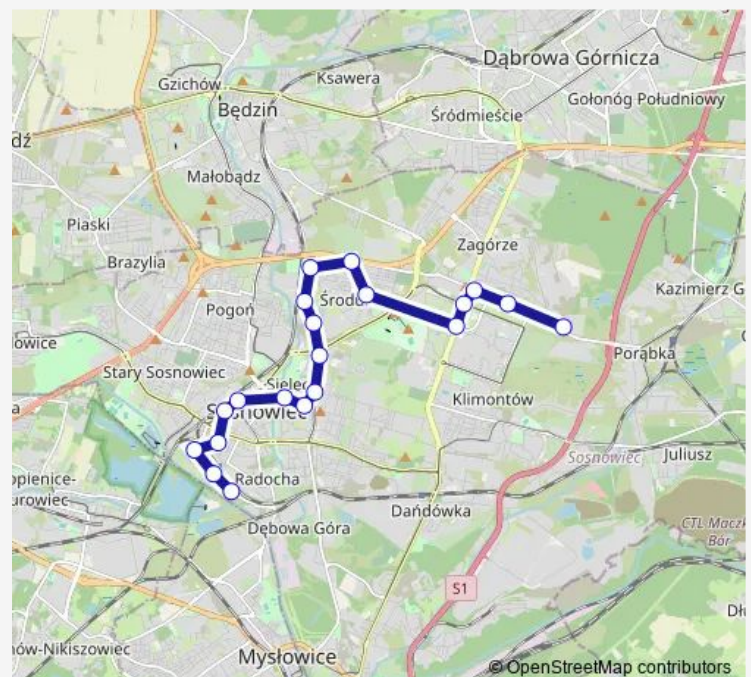 Dąbrowa Górnicza
Gzichów
Ksawera
Będzin
Gołonóg Południowy
Śródmieście
dź
Małobądz
Piaski
Zagórze
Brazylia
Pogoń
Środu
Kazimierz G
owice
Porąbka
Stary Sosnowiec
Sielec
Klimontów
a
Sosnowiec
Juliusz
Sosnowiec
opienice-
urowiec
Radocha
Dańdówka
Dębowa Góra
CTL Maczk
Bór
S1
Dłu
ów-Nikiszowiec
Mysłowice
© OpenStreetMap contributors